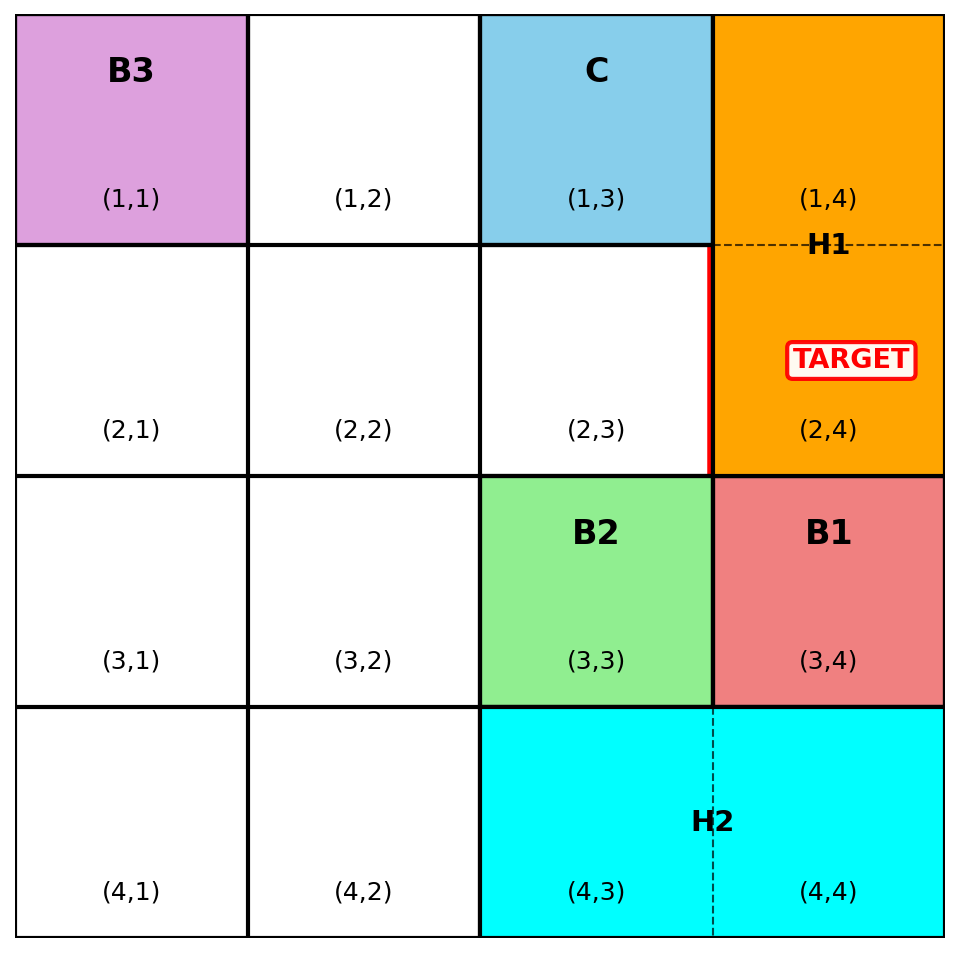 B3
C
(1,1)
(1,2)
(1,3)
(1,4)
H1
TARGET
(2,1)
(2,2)
(2,3)
(2,4)
B2
B1
(3,1)
(3,2)
(3,3)
(3,4)
H2
(4,1)
(4,2)
(4,3)
(4,4)